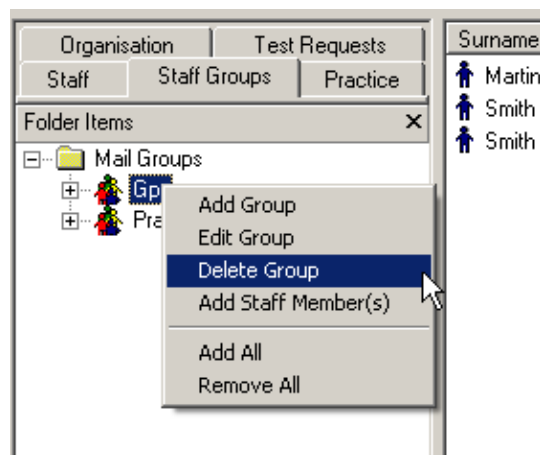 Organisation Test Requests
Staff Staff Groups Practice
Folder Items
Mail Groups
Gp
Add Group
Edit Group
Delete Group
Add Staff Member(s)
Add All
Remove All
Surname
Martin
Smith
Smith